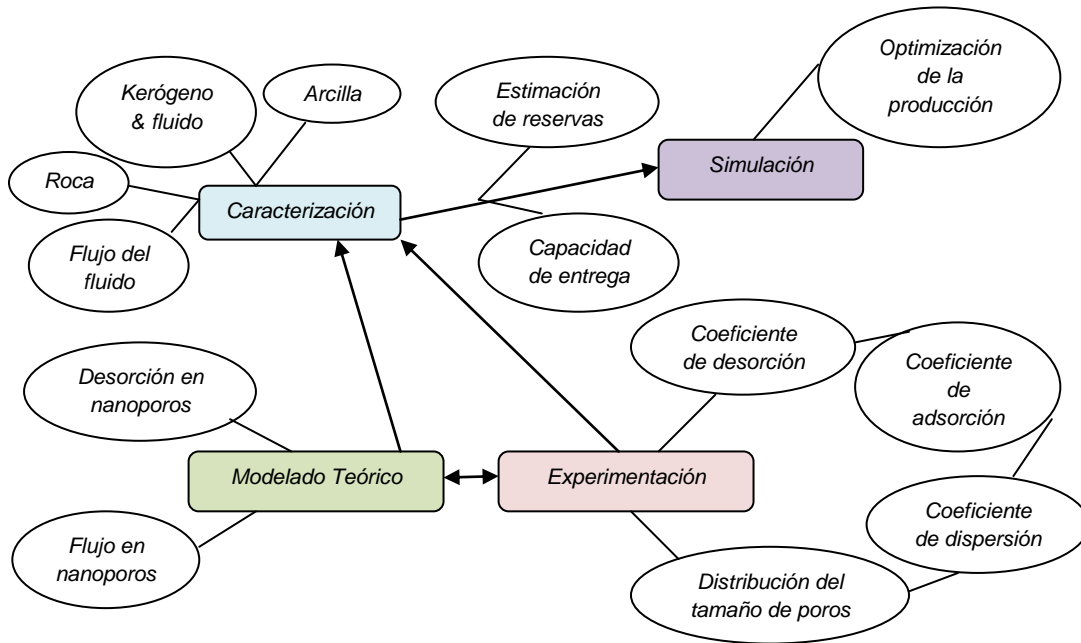 Optimización
de la
producción
Kerógeno
& fluido
Arcilla
Estimación
de reservas
Simulación
Roca
Caracterización
Flujo del
fluido
Capacidad
de entrega
Coeficiente
de desorción
Coeficiente
de
adsorción
Desorción en
nanoporos
Modelado Teórico
Experimentación
Coeficiente
de dispersión
Flujo en
nanoporos
Distribución del
tamaño de poros